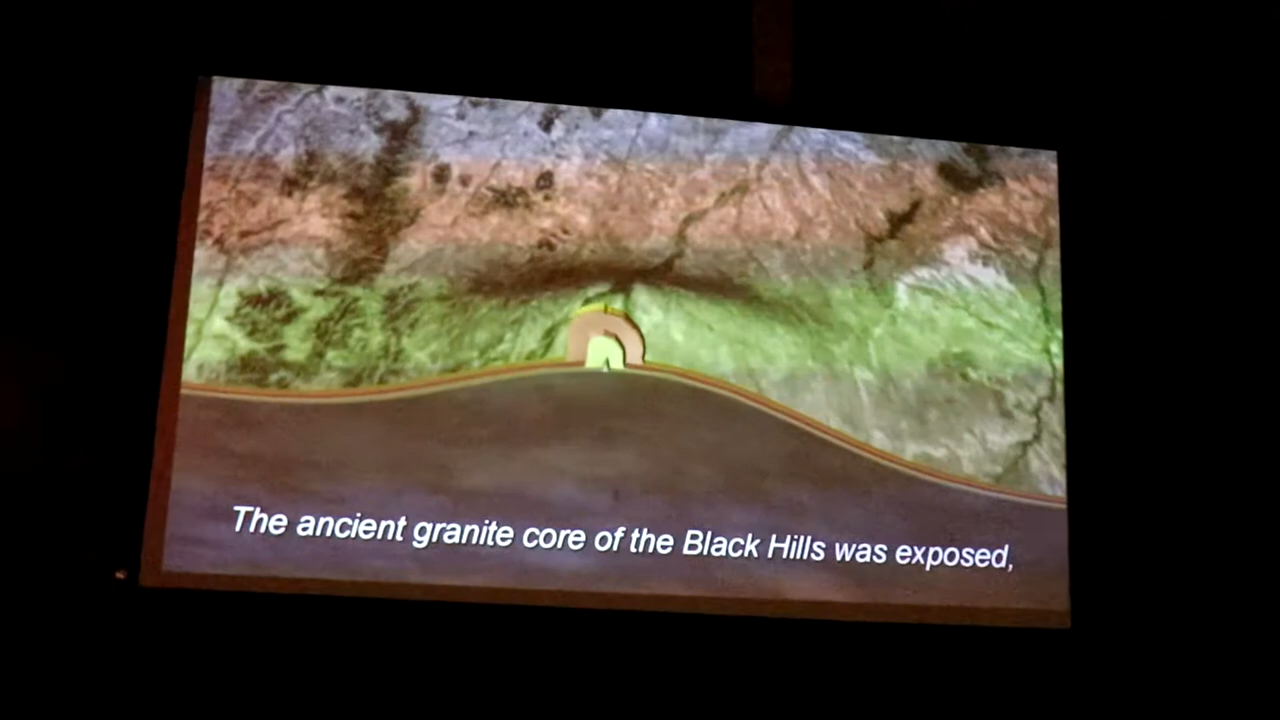 The ancient granite core of the Black Hills was exposed,